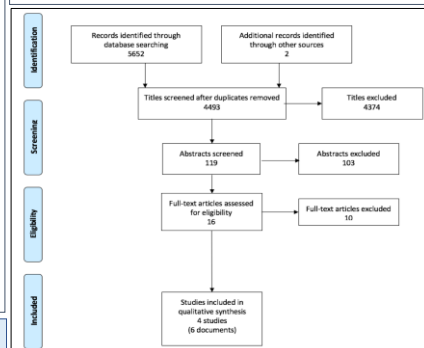 Identification
Records identified through
database searching
5652
Additional records identified
through other sources
2
Screening
Titles screened after duplicates removed
4493
Titles excluded
4374
Abstracts screened
119
Abstracts excluded
103
Eligibility
Full-text articles assessed
for eligibility
16
Full-text articles excluded
10
Included
Studies included in
qualitative synthesis
4 studies
(6 documents)